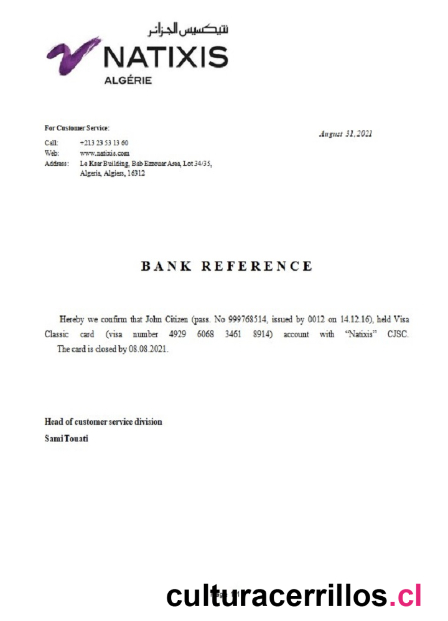 نتيكسيس الجزائر
NATIXIS
ALGÉRIE
For Customer Service:
August 31, 2021
Call: +213 23 53 13 60
Web: www.natixis.com
Address: Le Ksar Building, Bab Ezzouar Area, Lot 34/35,
Algeria, Algiers, 16312
BANK REFERENCE
Hereby we confirm that John Citizen (pass. No 999768514, issued by 0012 on 14.12.16), held Visa
Classic card (visa number 4929 6068 3461 8914) account with “Natixis” CJSC.
The card is closed by 08.08.2021.
Head of customer service division
Sami Touati
culturacerrillos.cl